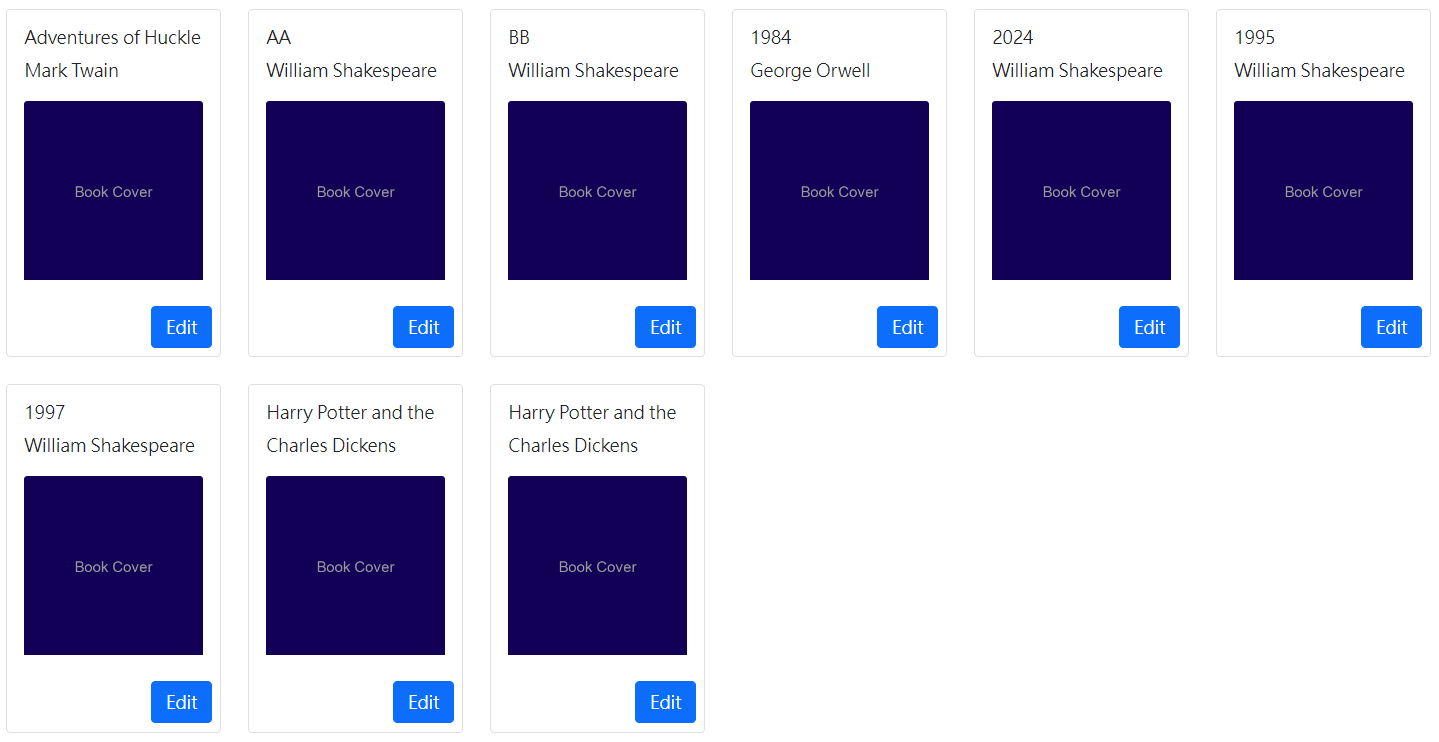 Adventures of Huckle
Mark Twain
Book Cover
Edit
AA
William Shakespeare
Book Cover
Edit
BB
William Shakespeare
Book Cover
Edit
1984
George Orwell
Book Cover
Edit
2024
William Shakespeare
Book Cover
Edit
1995
William Shakespeare
Book Cover
Edit
1997
William Shakespeare
Book Cover
Edit
Harry Potter and the
Charles Dickens
Book Cover
Edit
Harry Potter and the
Charles Dickens
Book Cover
Edit